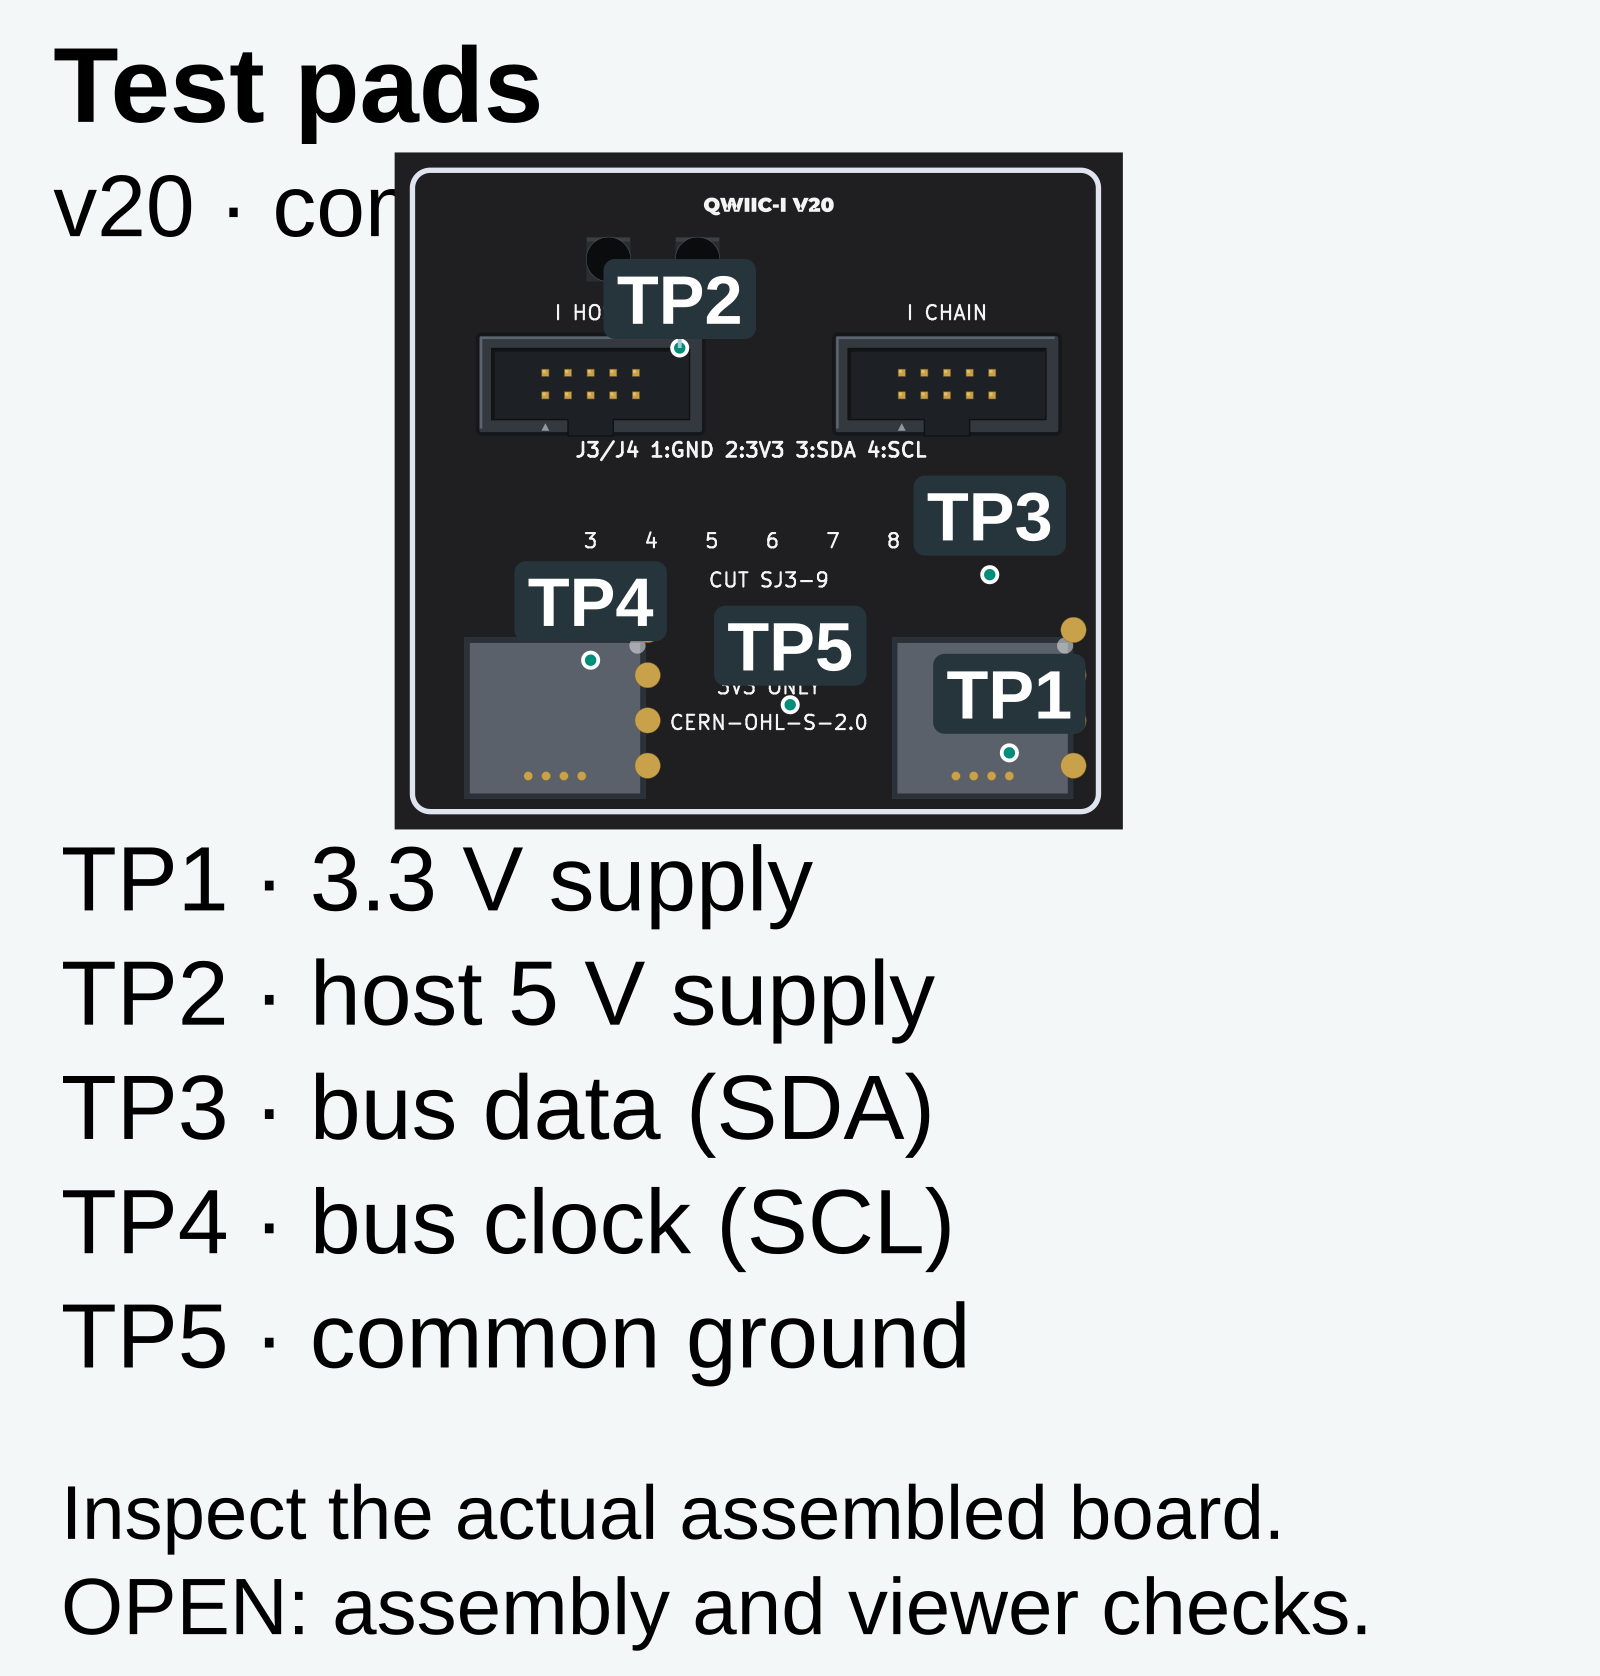 Test pads
v20 ·
QWIIC-I V20
TP2
I
I CHAIN
J3/J4 1:GND 2:3V3 3:SDA 4:SCL
TP3
3 4 5 6 7 8
CUT SJ3-9
TP4
TP5
3V3 ONLY
TP1
CERN-OHL-S-2.0
TP1 · 3.3 V supply
TP2 · host 5 V supply
TP3 · bus data (SDA)
TP4 · bus clock (SCL)
TP5 · common ground
Inspect the actual assembled board.
OPEN: assembly and viewer checks.